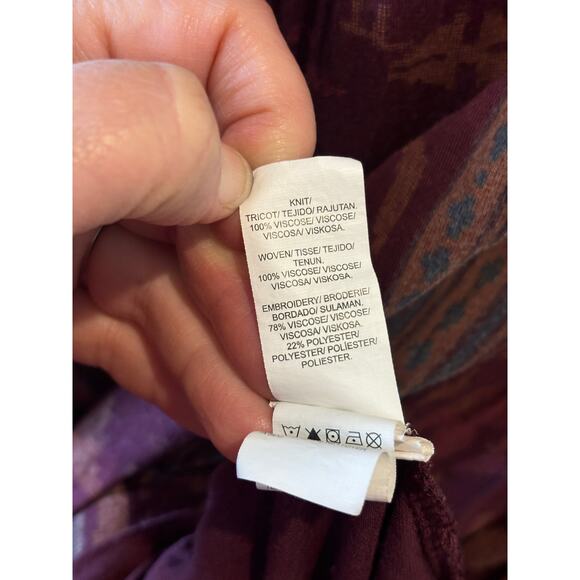 KNIT/
TRICOT/ TEJIDO/ RAJUTAN.
100% VISCOSE/ VISCOSE/
VISCOSA/ VISKOSA.
WOVEN/ TISSE/ TEJIDO/
TENUN.
100% VISCOSE/ VISCOSE/
VISCOSA/ VISKOSA.
EMBROIDERY/ BRODERIE/
BORDADO/ SULAMAN.
78% VISCOSE/ VISCOSE/
VISCOSA/ VISKOSA.
22% POLYESTER/
POLYESTER/ POLIÉSTER/
POLIESTER.